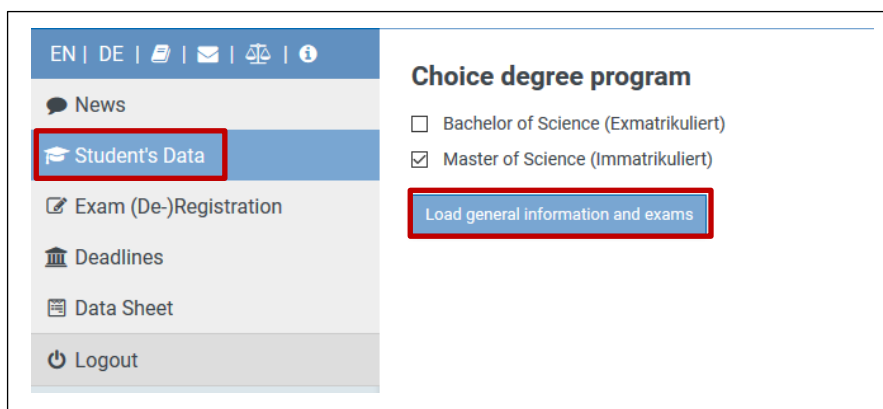 EN | DE | | | |
News
Student's Data
Exam (De-)Registration
Deadlines
Data Sheet
Logout
Choice degree program
Bachelor of Science (Exmatrikuliert)
Master of Science (Immatrikuliert)
Load general information and exams